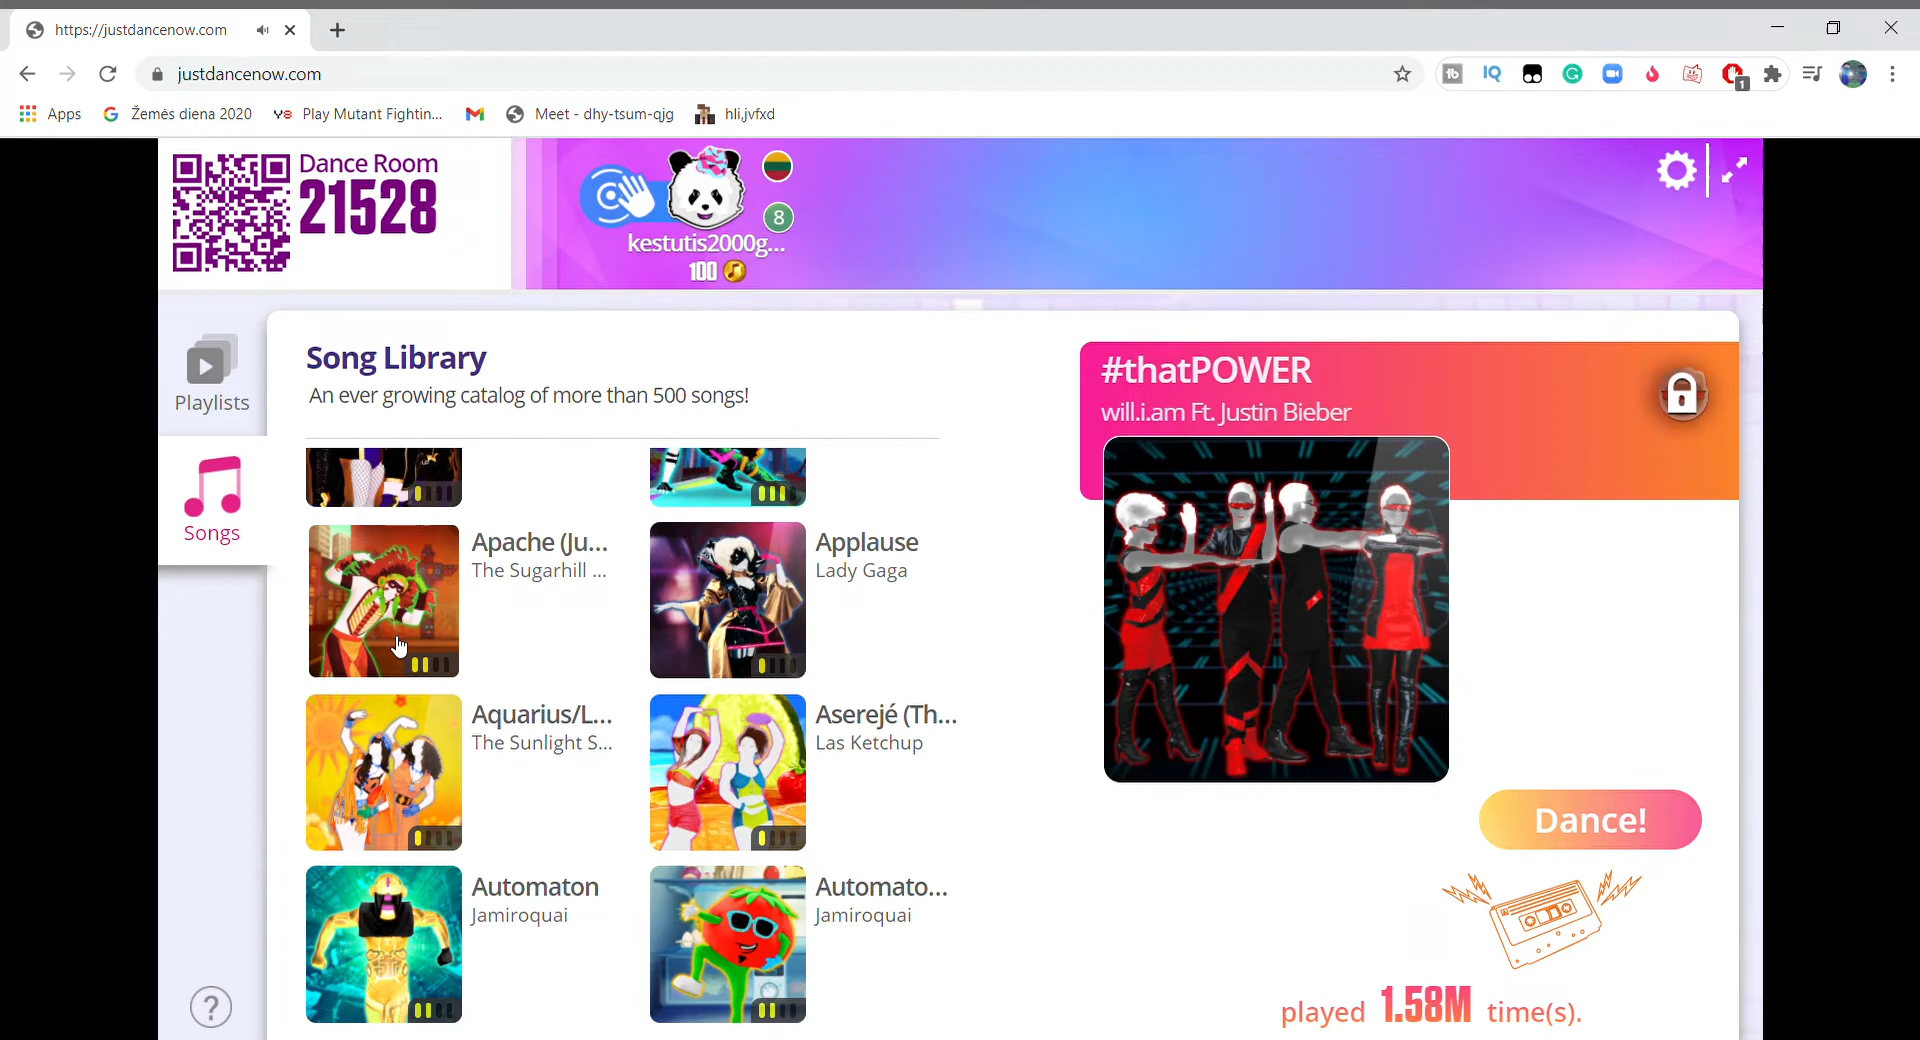 https://justdancenow.com
justdancenow.com
1
Apps
Žemės diena 2020
Play Mutant Fightin...
Meet - dhy-tsum-qjg
hli,jvfxd
Dance Room
21528
8
kestutis2000g...
100
Playlists
Songs
Song Library
An ever growing catalog of more than 500 songs!
Apache (Ju...
The Sugarhill ...
Applause
Lady Gaga
Aquarius/L...
The Sunlight S...
Aserejé (Th...
Las Ketchup
Automaton
Jamiroquai
Automato...
Jamiroquai
#thatPOWER
will.i.am Ft. Justin Bieber
Dance!
played 1.58M time(s).
?